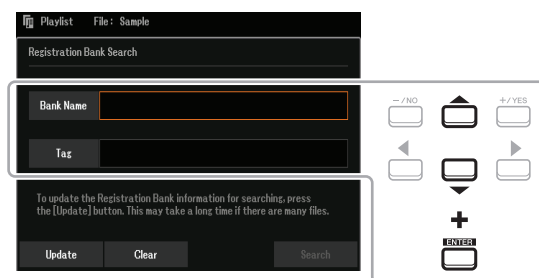 Playlist File: Sample
Registration Bank Search
Bank Name
Tag
To update the Registration Bank information for searching, press
the [Update] button. This may take a long time if there are many files.
Update Clear Search
-/NO +/YES
+
ENTER